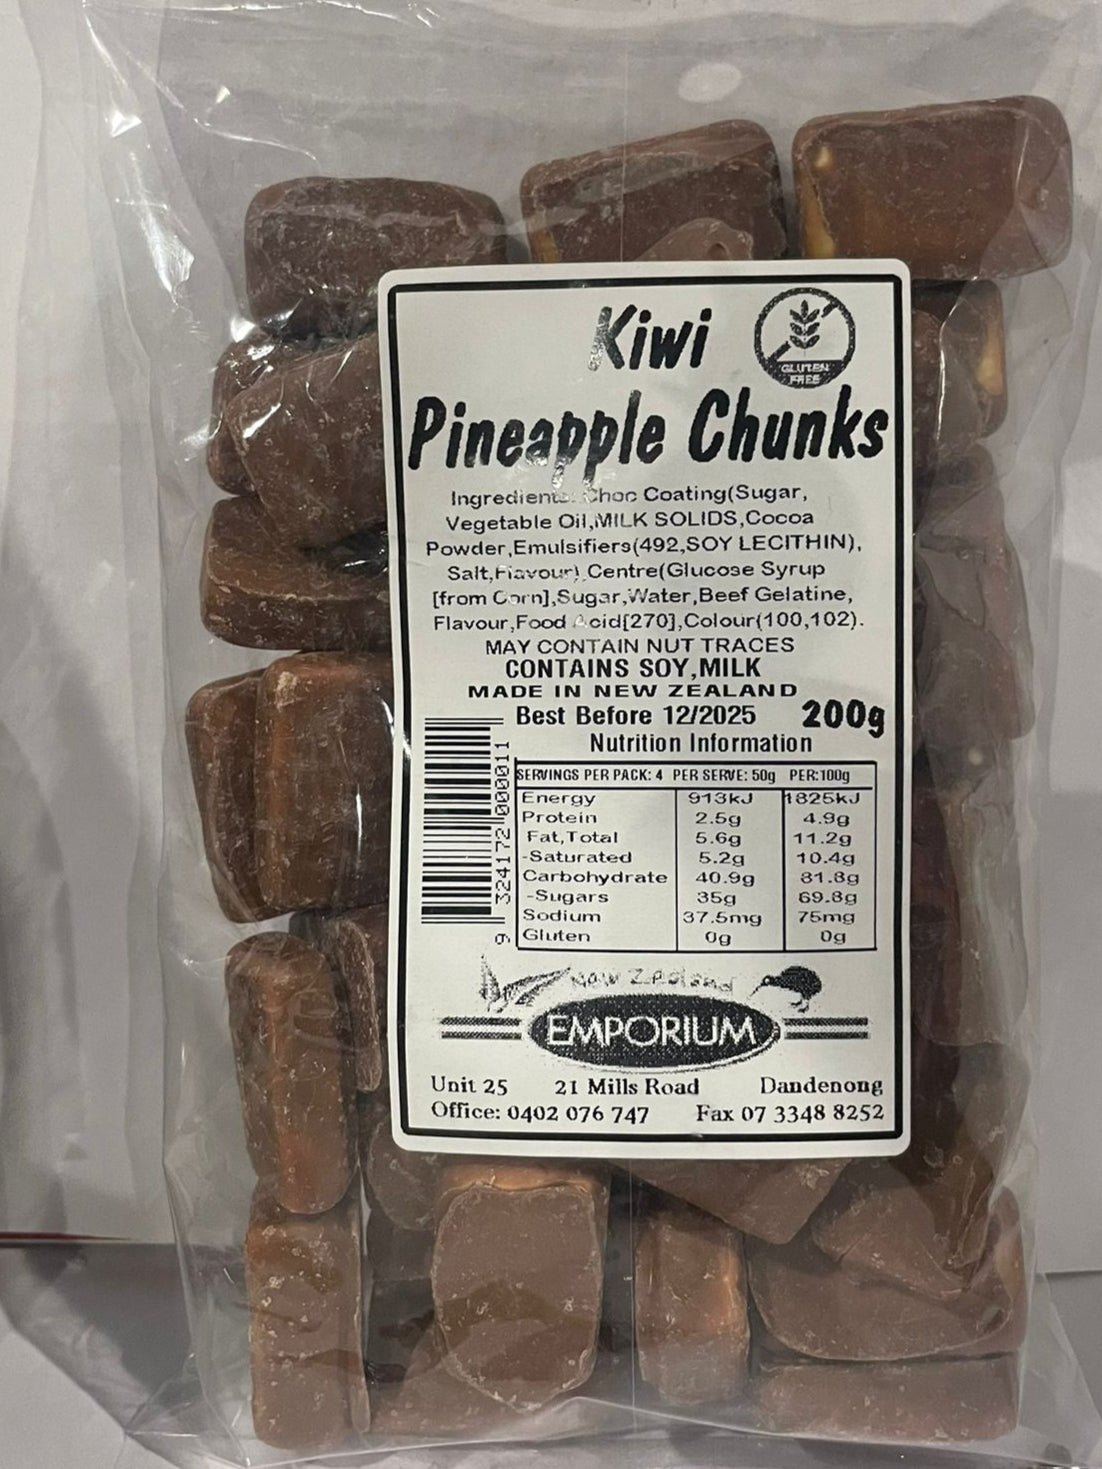 Kiwi
GLUTEN
FREE
Pineapple Chunks
Ingredients: Choc Coating(Sugar,
Vegetable Oil,MILK SOLIDS,Cocoa
Powder,Emulsifiers(492,SOY LECITHIN),
Salt,Flavour),Centre(Glucose Syrup
[from Corn],Sugar,Water,Beef Gelatine,
Flavour,Food Acid[270],Colour(100,102).
MAY CONTAIN NUT TRACES
CONTAINS SOY,MILK
MADE IN NEW ZEALAND
Best Before 12/2025 200g
Nutrition Information
SERVINGS PER PACK: 4 PER SERVE: 50g PER:100g
Energy 913kJ 1825kJ
Protein 2.5g 4.9g
Fat,Total 5.6g 11.2g
-Saturated 5.2g 10.4g
Carbohydrate 40.9g 81.8g
-Sugars 35g 69.8g
Sodium 37.5mg 75mg
Gluten 0g 0g
9 324172 000011
New Zealand
EMPORIUM
Unit 25 21 Mills Road Dandenong
Office: 0402 076 747 Fax 07 3348 8252